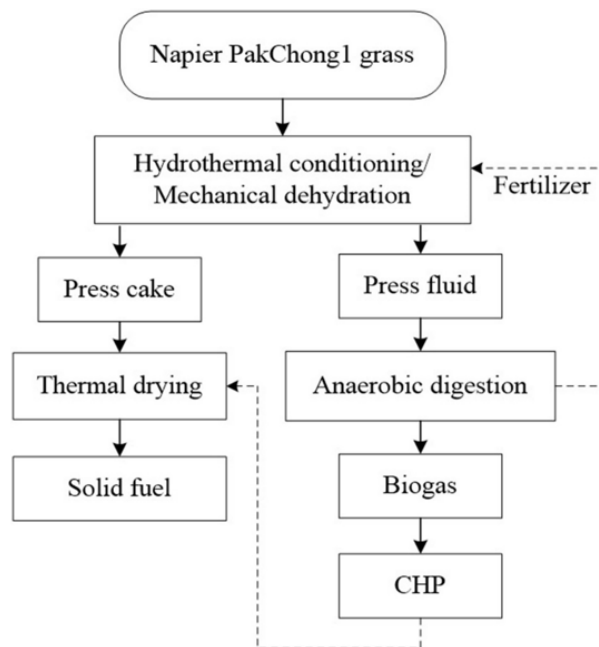 Napier PakChong1 grass
Hydrothermal conditioning/
Mechanical dehydration
Fertilizer
Press cake
Press fluid
Thermal drying
Anaerobic digestion
Solid fuel
Biogas
CHP